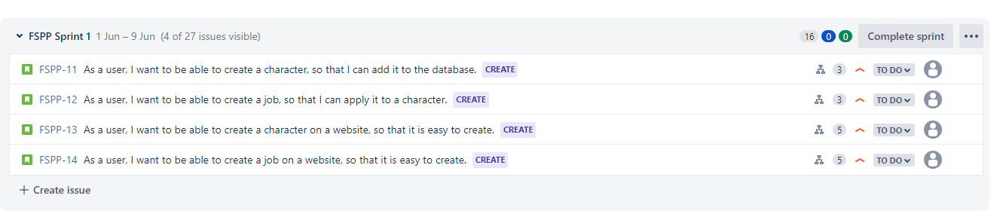 FSPP Sprint 1 1 Jun – 9 Jun (4 of 27 issues visible) 16 0 0 Complete sprint
FSPP-11 As a user, I want to be able to create a character, so that I can add it to the database. CREATE 3 TO DO
FSPP-12 As a user, I want to be able to create a job, so that I can apply it to a character. CREATE 3 TO DO
FSPP-13 As a user, I want to be able to create a character on a website, so that it is easy to create. CREATE 5 TO DO
FSPP-14 As a user, I want to be able to create a job on a website, so that it is easy to create. CREATE 5 TO DO
+ Create issue